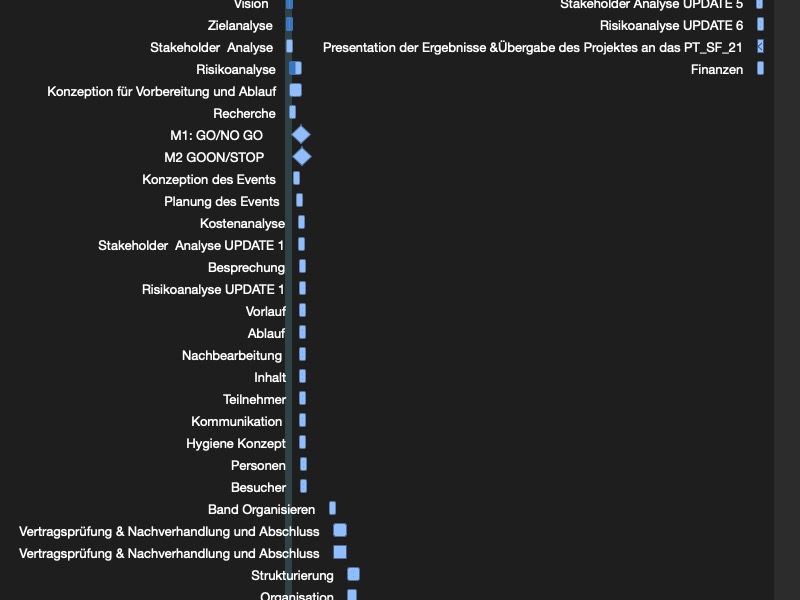 Vision
Zielanalyse
Stakeholder  Analyse
Risikoanalyse
Konzeption für Vorbereitung und Ablauf
Recherche
M1: GO/NO GO
M2 GOON/STOP
Konzeption des Events
Planung des Events
Kostenanalyse
Stakeholder  Analyse UPDATE 1
Besprechung
Risikoanalyse UPDATE 1
Vorlauf
Ablauf
Nachbearbeitung
Inhalt
Teilnehmer
Kommunikation
Hygiene Konzept
Personen
Besucher
Band Organisieren
Vertragsprüfung & Nachverhandlung und Abschluss
Vertragsprüfung & Nachverhandlung und Abschluss
Strukturierung
Organisation
Stakeholder Analyse UPDATE 5
Risikoanalyse UPDATE 6
Presentation der Ergebnisse &Übergabe des Projektes an das PT_SF_21
Finanzen